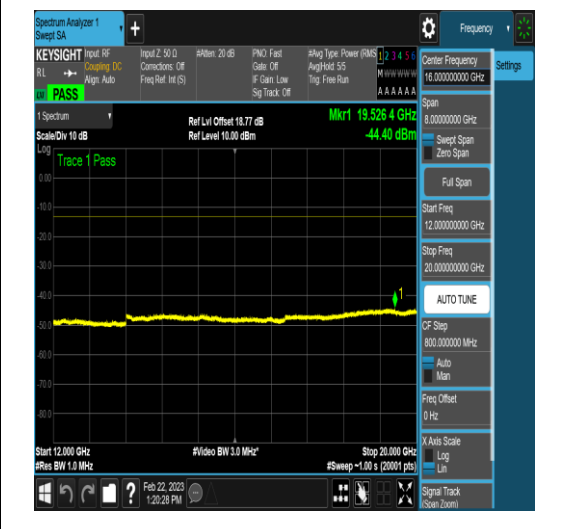 Spectrum Analyzer 1
Swept SA
+
Frequency
KEYSIGHT
RL
Input: RF
Coupling: DC
Align: Auto
Input Z: 50 Ω
Corrections: Off
Freq Ref: Int (S)
#Atten: 20 dB
PNO: Fast
Gate: Off
IF Gain: Low
Sig Track: Off
#Avg Type: Power (RMS)
Avg|Hold: 5/5
Trig: Free Run
1 2 3 4 5 6
M W W W W W
A A A A A A
PASS
1 Spectrum
Scale/Div 10 dB
Ref Lvl Offset 18.77 dB
Ref Level 10.00 dBm
Mkr1 19.526 4 GHz
-44.40 dBm
Log
Trace 1 Pass
0.00
-10.0
-20.0
-30.0
-40.0
-50.0
-60.0
-70.0
-80.0
1
Start 12.000 GHz
#Res BW 1.0 MHz
#Video BW 3.0 MHz*
Stop 20.000 GHz
#Sweep ~1.00 s (20001 pts)
?
Feb 22, 2023
1:20:28 PM
Center Frequency
16.000000000 GHz
Settings
Span
8.00000000 GHz
Swept Span
Zero Span
Full Span
Start Freq
12.000000000 GHz
Stop Freq
20.000000000 GHz
AUTO TUNE
CF Step
800.000000 MHz
Auto
Man
Freq Offset
0 Hz
X Axis Scale
Log
Lin
Signal Track
(Span Zoom)